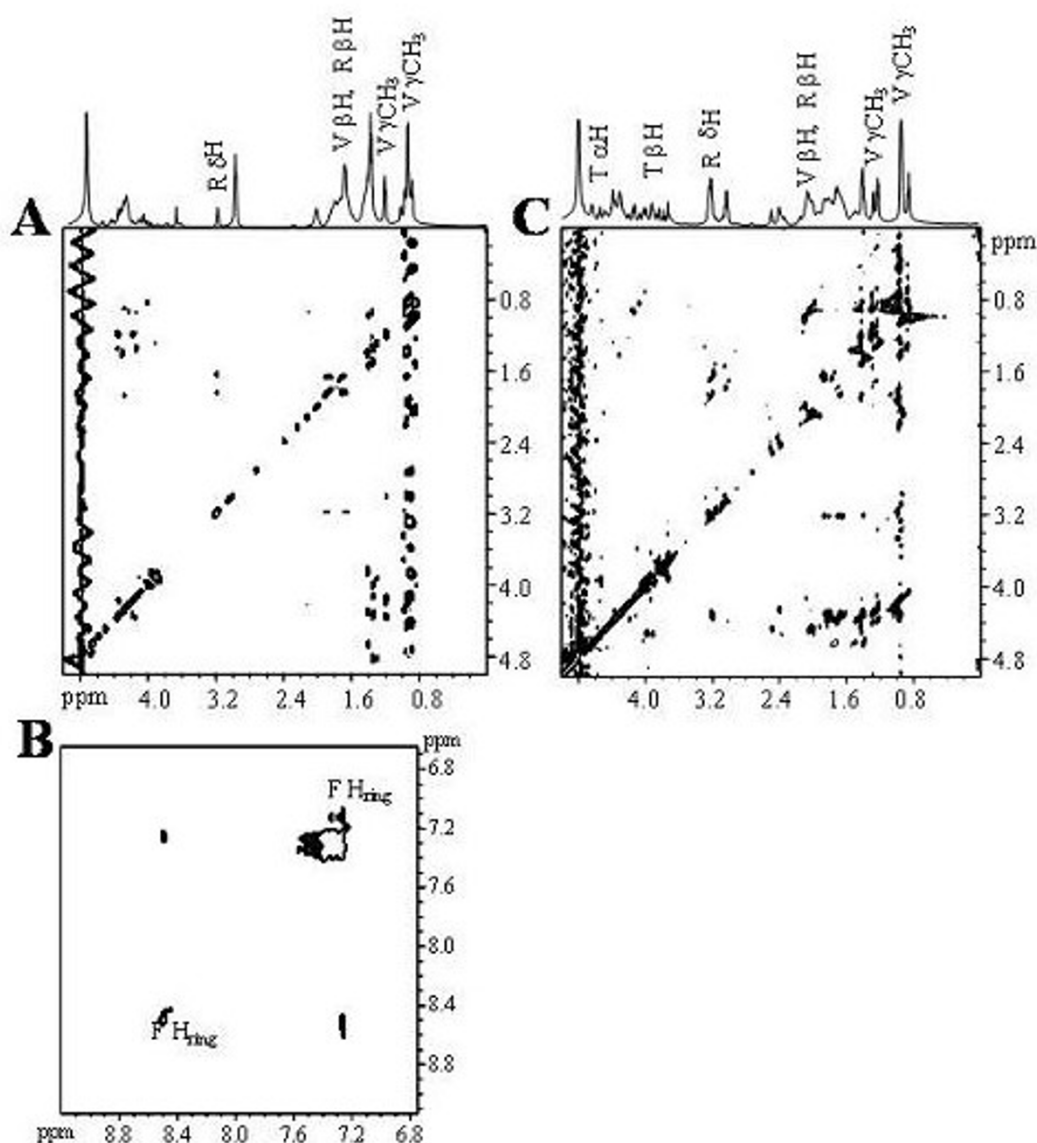 A
R δH
V βH, R βH
V γCH₃
V γCH₃
0.8
1.6
2.4
3.2
4.0
4.8
ppm 4.0 3.2 2.4 1.6 0.8
C
T αH
T βH
R δH
V βH, R βH
V γCH₃
V γCH₃
ppm
0.8
1.6
2.4
3.2
4.0
4.8
4.0 3.2 2.4 1.6 0.8
B
ppm
6.8
7.2
7.6
8.0
8.4
8.8
F Hring
F Hring
ppm 8.8 8.4 8.0 7.6 7.2 6.8